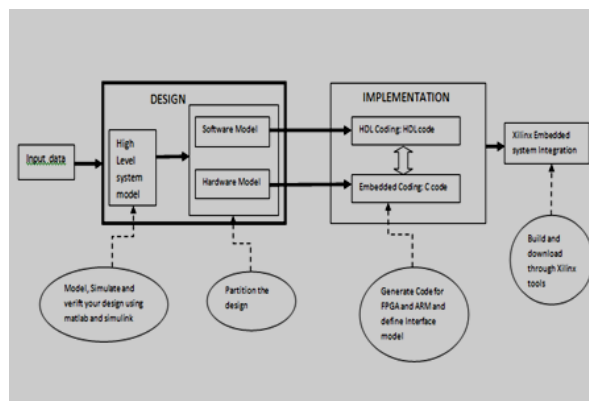 DESIGN
IMPLEMENTATION
Input data
High
Level
system
model
Software Model
Hardware Model
HDL Coding: HDL code
Embedded Coding: C code
Xilinx Embedded
system Integration
Model, Simulate and
verify your design using
matlab and simulink
Partition the
design
Generate Code for
FPGA and ARM and
define Interface
model
Build and
download
through Xilinx
tools